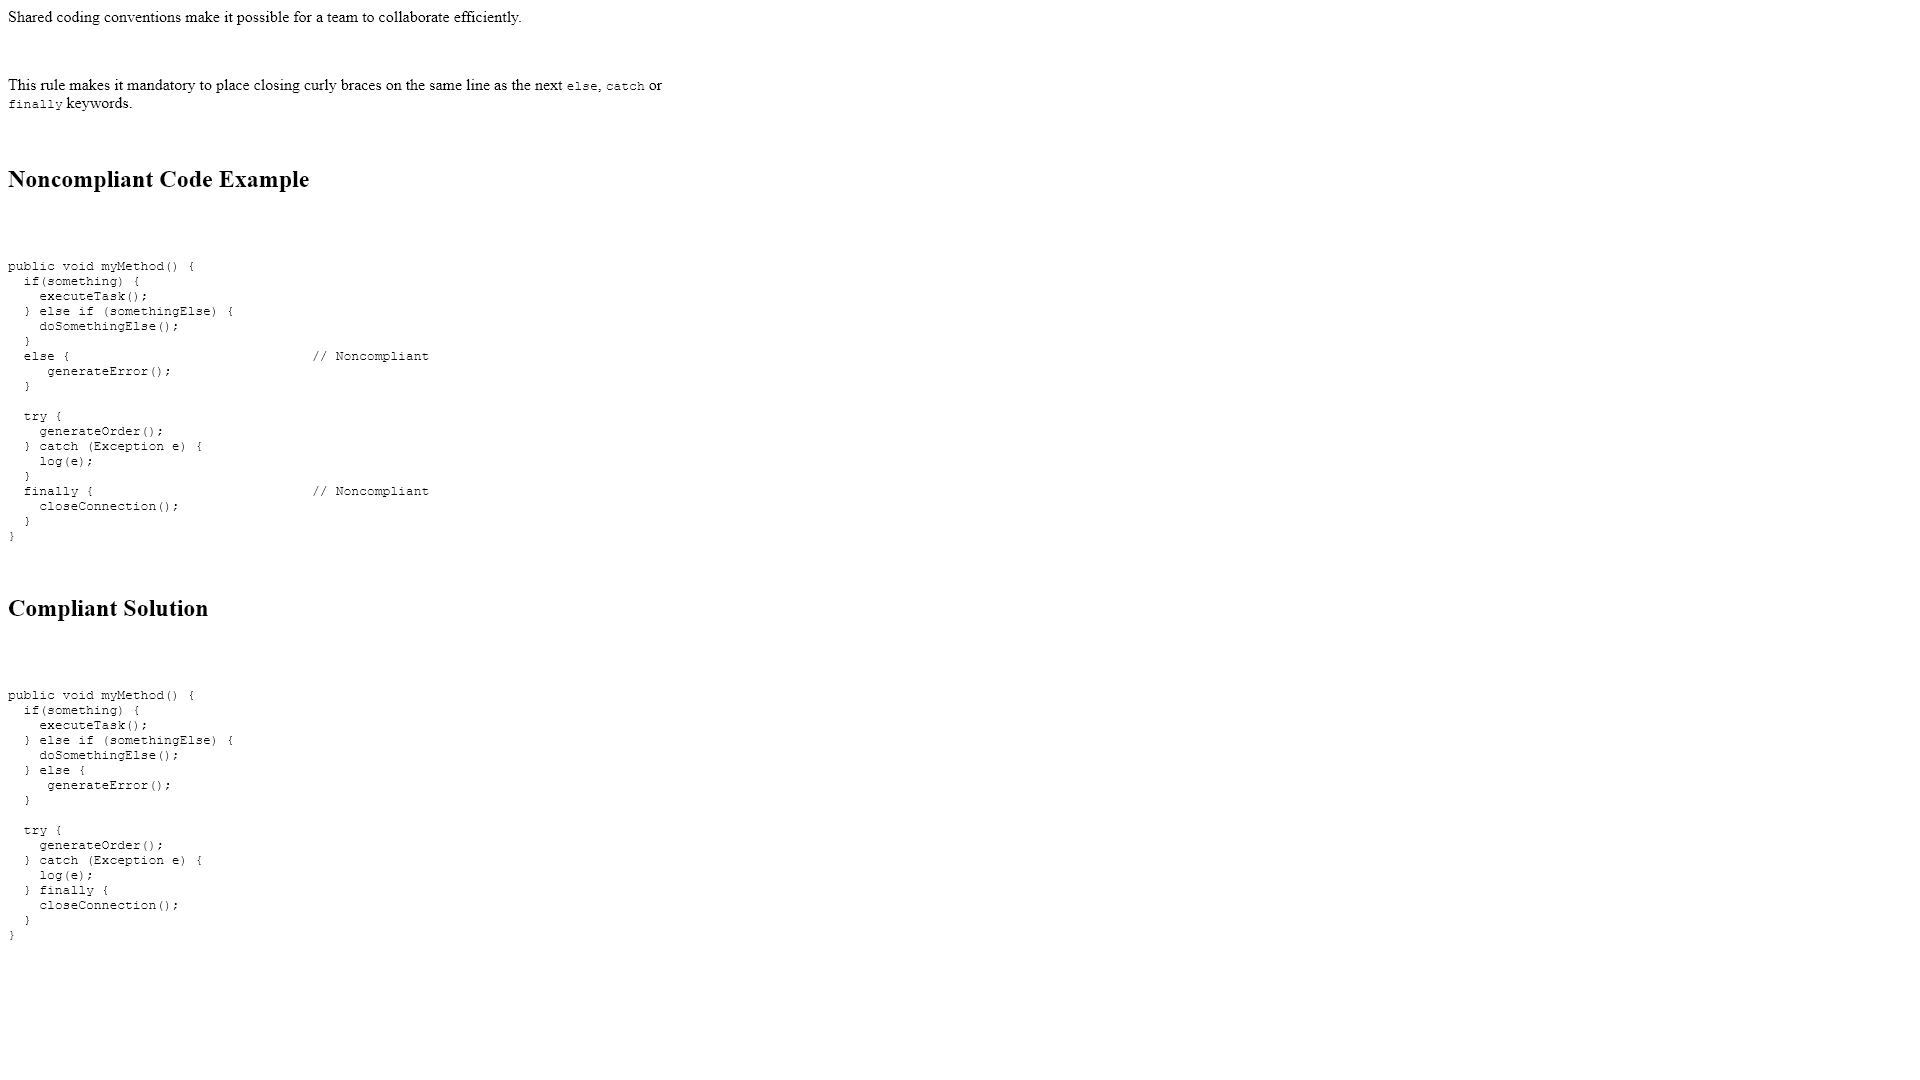 Shared coding conventions make it possible for a team to collaborate efficiently.
This rule makes it mandatory to place closing curly braces on the same line as the next else, catch or
finally keywords.
Noncompliant Code Example
public void myMethod() {
  if(something) {
    executeTask();
  } else if (somethingElse) {
    doSomethingElse();
  }
  else {                               // Noncompliant
     generateError();
  }

  try {
    generateOrder();
  } catch (Exception e) {
    log(e);
  }
  finally {                            // Noncompliant
    closeConnection();
  }
}
Compliant Solution
public void myMethod() {
  if(something) {
    executeTask();
  } else if (somethingElse) {
    doSomethingElse();
  } else {
     generateError();
  }

  try {
    generateOrder();
  } catch (Exception e) {
    log(e);
  } finally {
    closeConnection();
  }
}